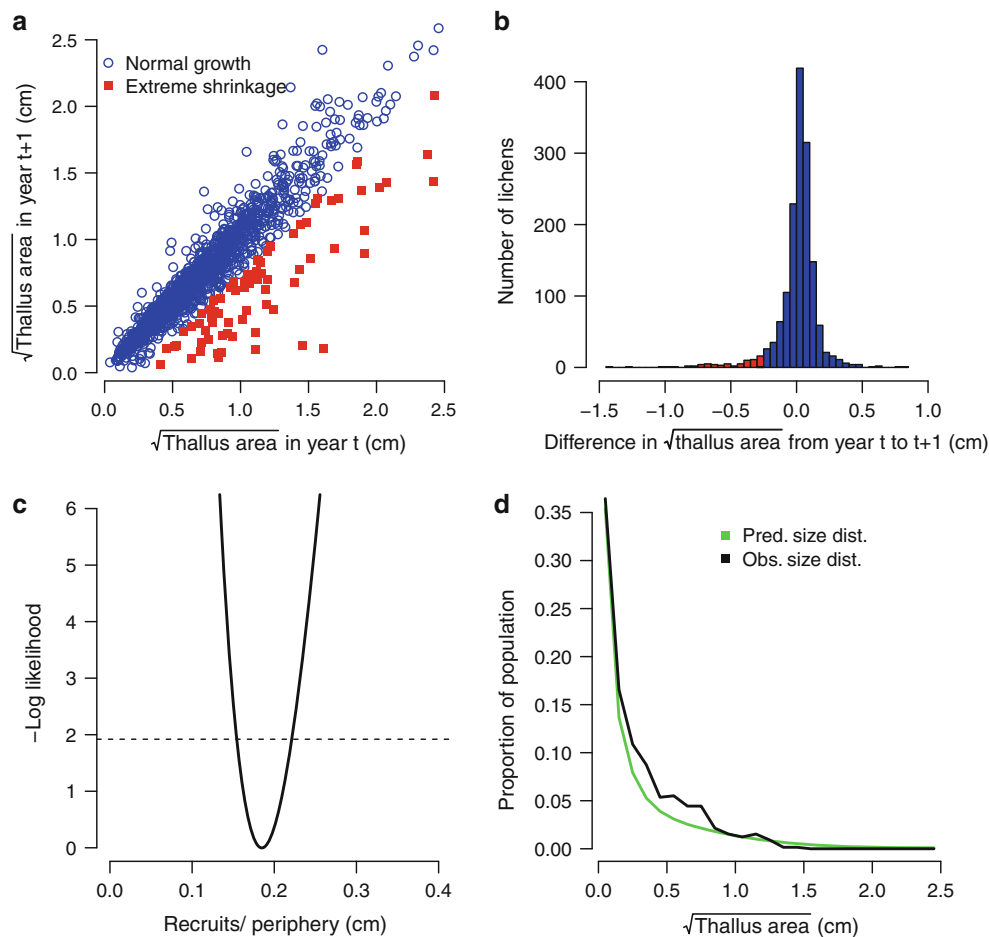 a
2.5
2.0
1.5
1.0
0.5
0.0
√Thallus area in year t+1 (cm)
Normal growth
Extreme shrinkage
0.0 0.5 1.0 1.5 2.0 2.5
√Thallus area in year t (cm)
b
400
300
200
100
0
Number of lichens
−1.5 −1.0 −0.5 0.0 0.5 1.0
Difference in √thallus area from year t to t+1 (cm)
c
6
5
4
3
2
1
0
−Log likelihood
0.0 0.1 0.2 0.3 0.4
Recruits/ periphery (cm)
d
0.35
0.30
0.25
0.20
0.15
0.10
0.05
0.00
Proportion of population
Pred. size dist.
Obs. size dist.
0.0 0.5 1.0 1.5 2.0 2.5
√Thallus area (cm)